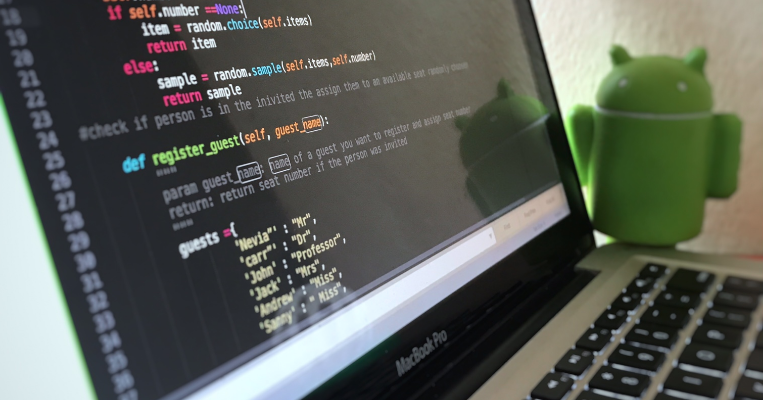 18 if self.number ==None:
19 item = random.choice(self.items)
20 return item
21 else:
22 sample = random.sample(self.items,self.number)
23 return sample
24 #check if person is in the inivited the assign them to an available seat randomly choosen
25 def register_guest(self, guest_name):
26 """
27 param guest_name: name of a guest you want to register and assign seat number
28 return: return seat number if the person was invited
29 """
30 guests ={
31 'Nevia" : "Mr",
32 'carr" : "Dr",
33 'John' : "Professor",
34 'Jack' : "Mrs",
35 'Andrew' : "Miss",
36 'Sanny' : " Miss",
MacBook Pro